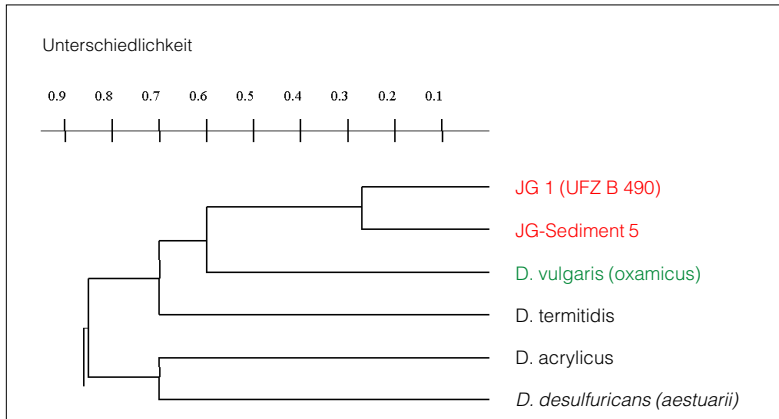 Unterschiedlichkeit
0.9 0.8 0.7 0.6 0.5 0.4 0.3 0.2 0.1
JG 1 (UFZ B 490)
JG-Sediment 5
D. vulgaris (oxamicus)
D. termitidis
D. acrylicus
D. desulfuricans (aestuarii)